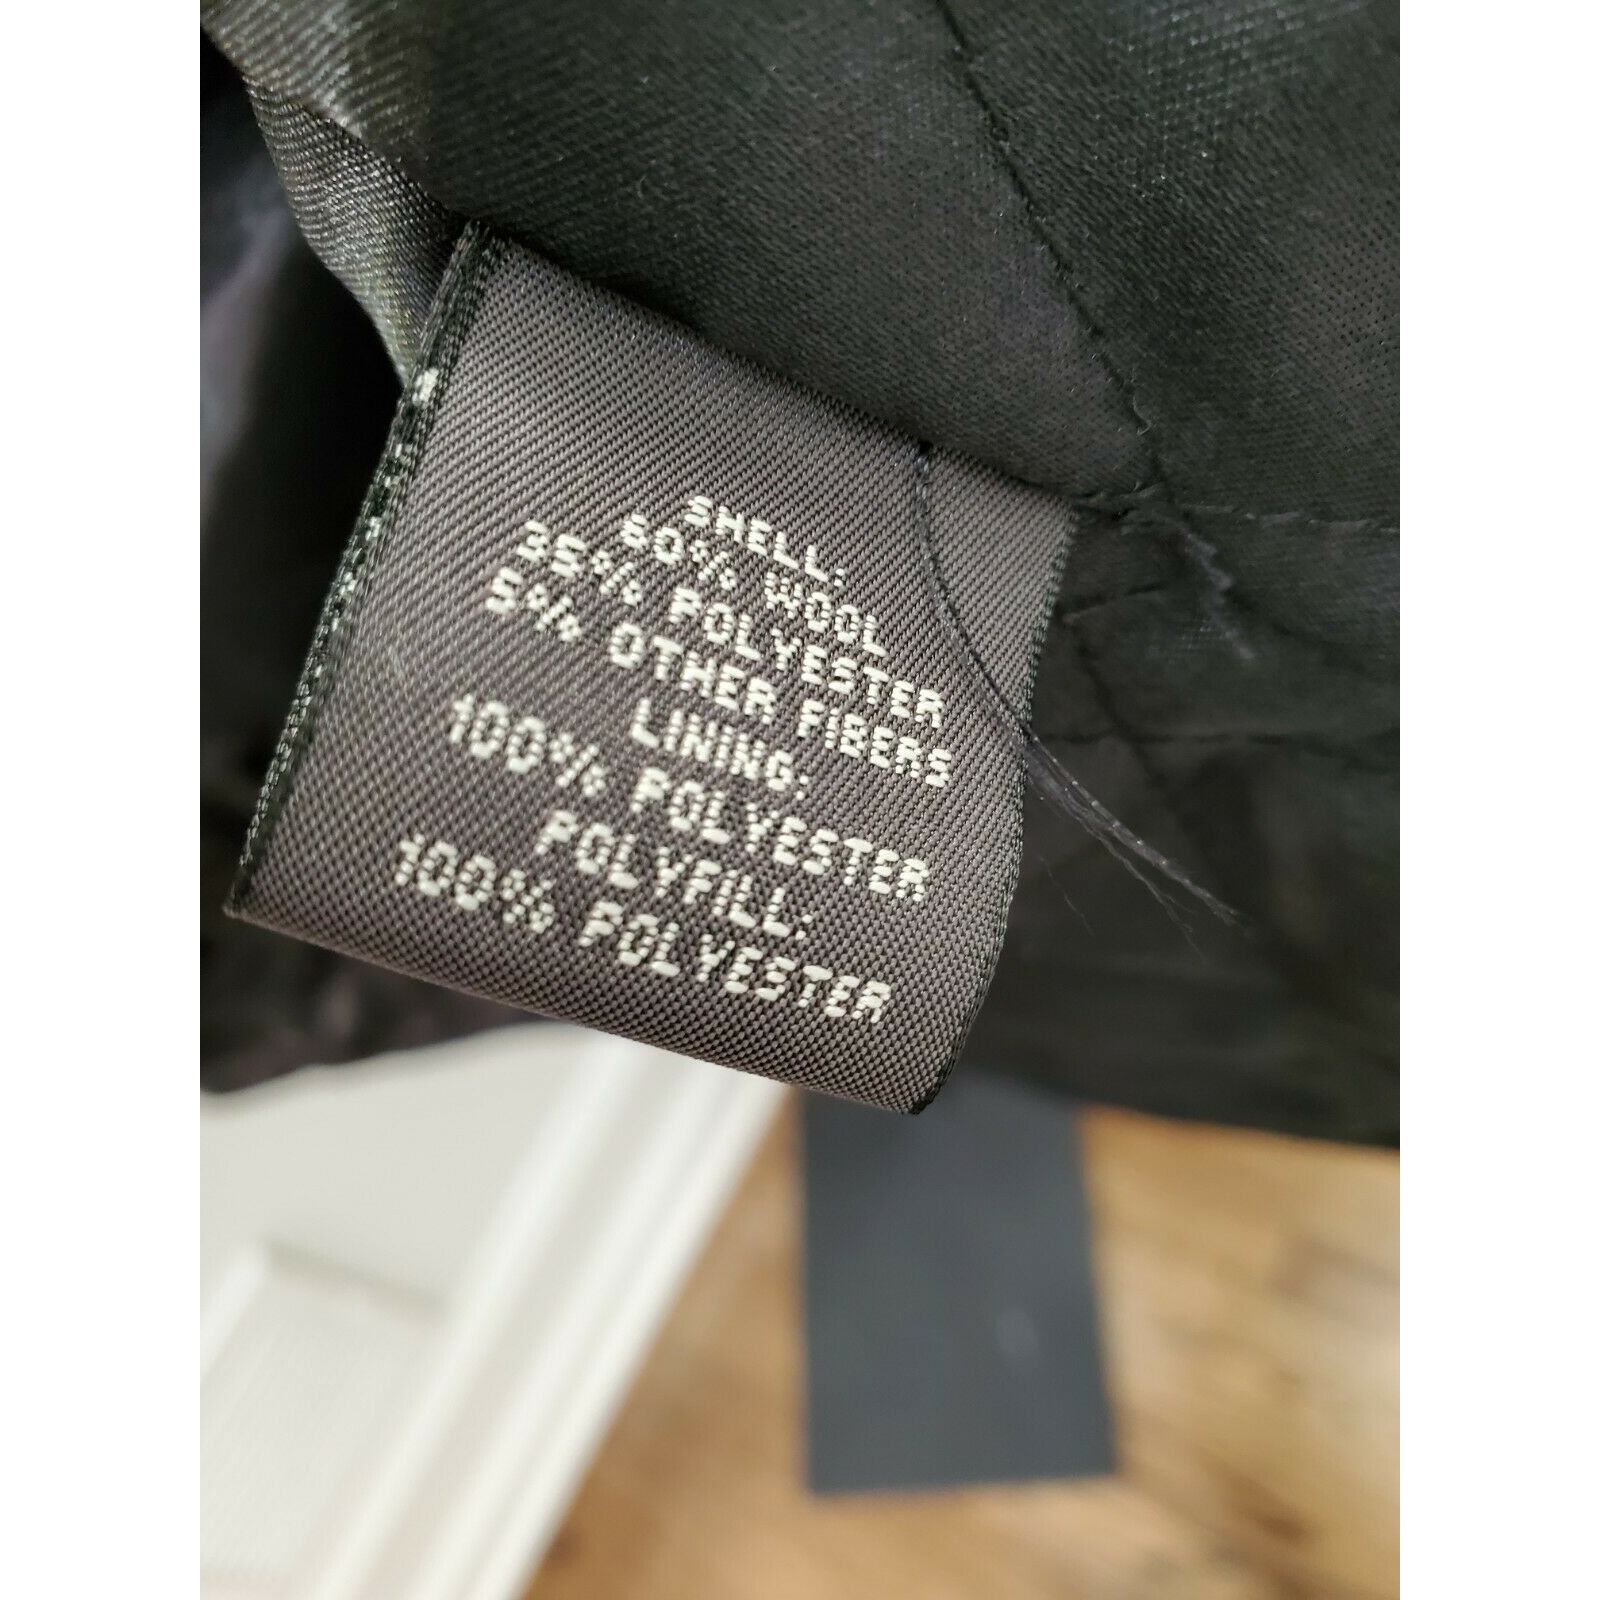 SHELL:
60% WOOL
35% POLYESTER
5% OTHER FIBERS
LINING:
100% POLYESTER
POLYFILL:
100% POLYESTER